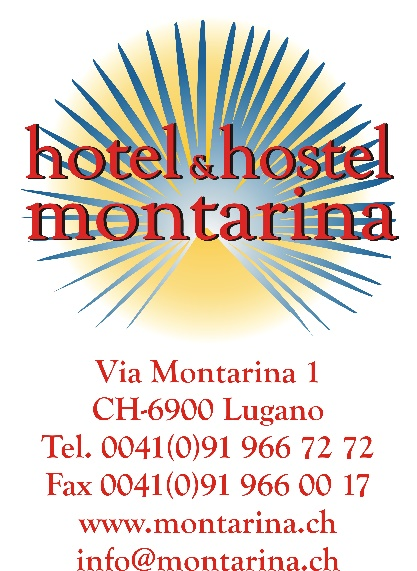 hotel & hostel
montarina
Via Montarina 1
CH-6900 Lugano
Tel. 0041(0)91 966 72 72
Fax 0041(0)91 966 00 17
www.montarina.ch
info@montarina.ch